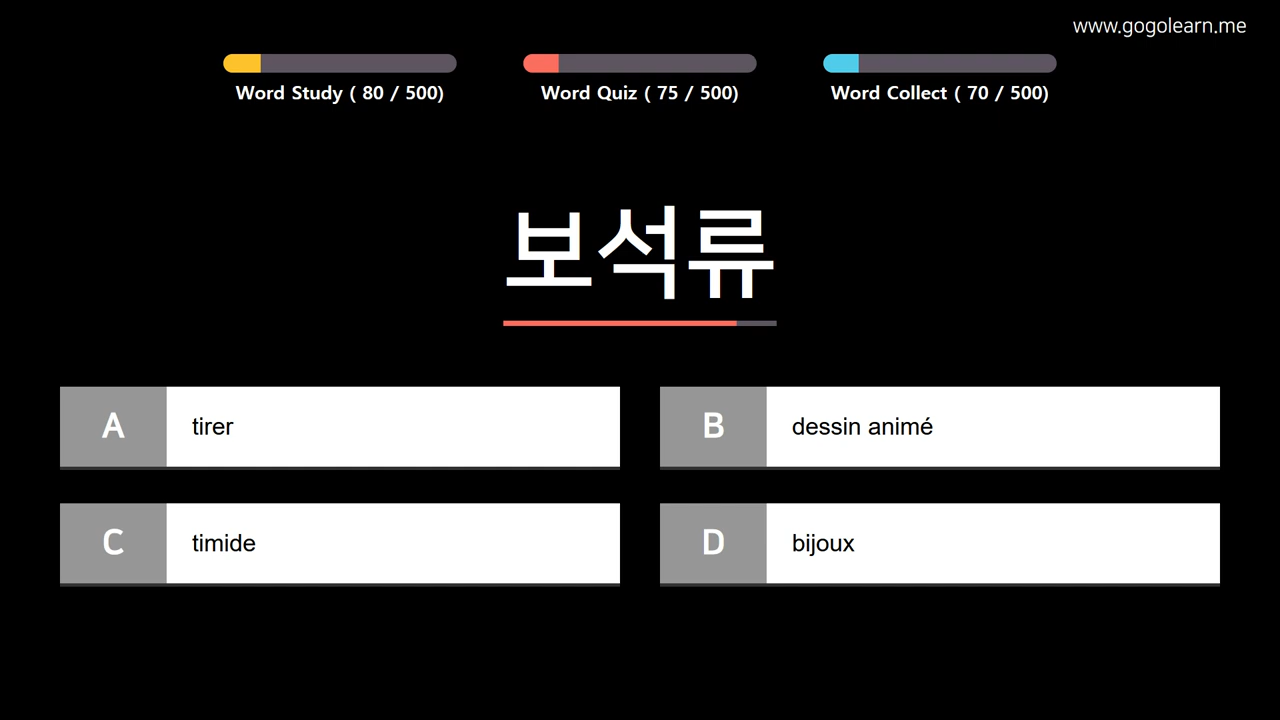 www.gogolearn.me
Word Study ( 80 / 500)
Word Quiz ( 75 / 500)
Word Collect ( 70 / 500)
보석류
A tirer
B dessin animé
C timide
D bijoux